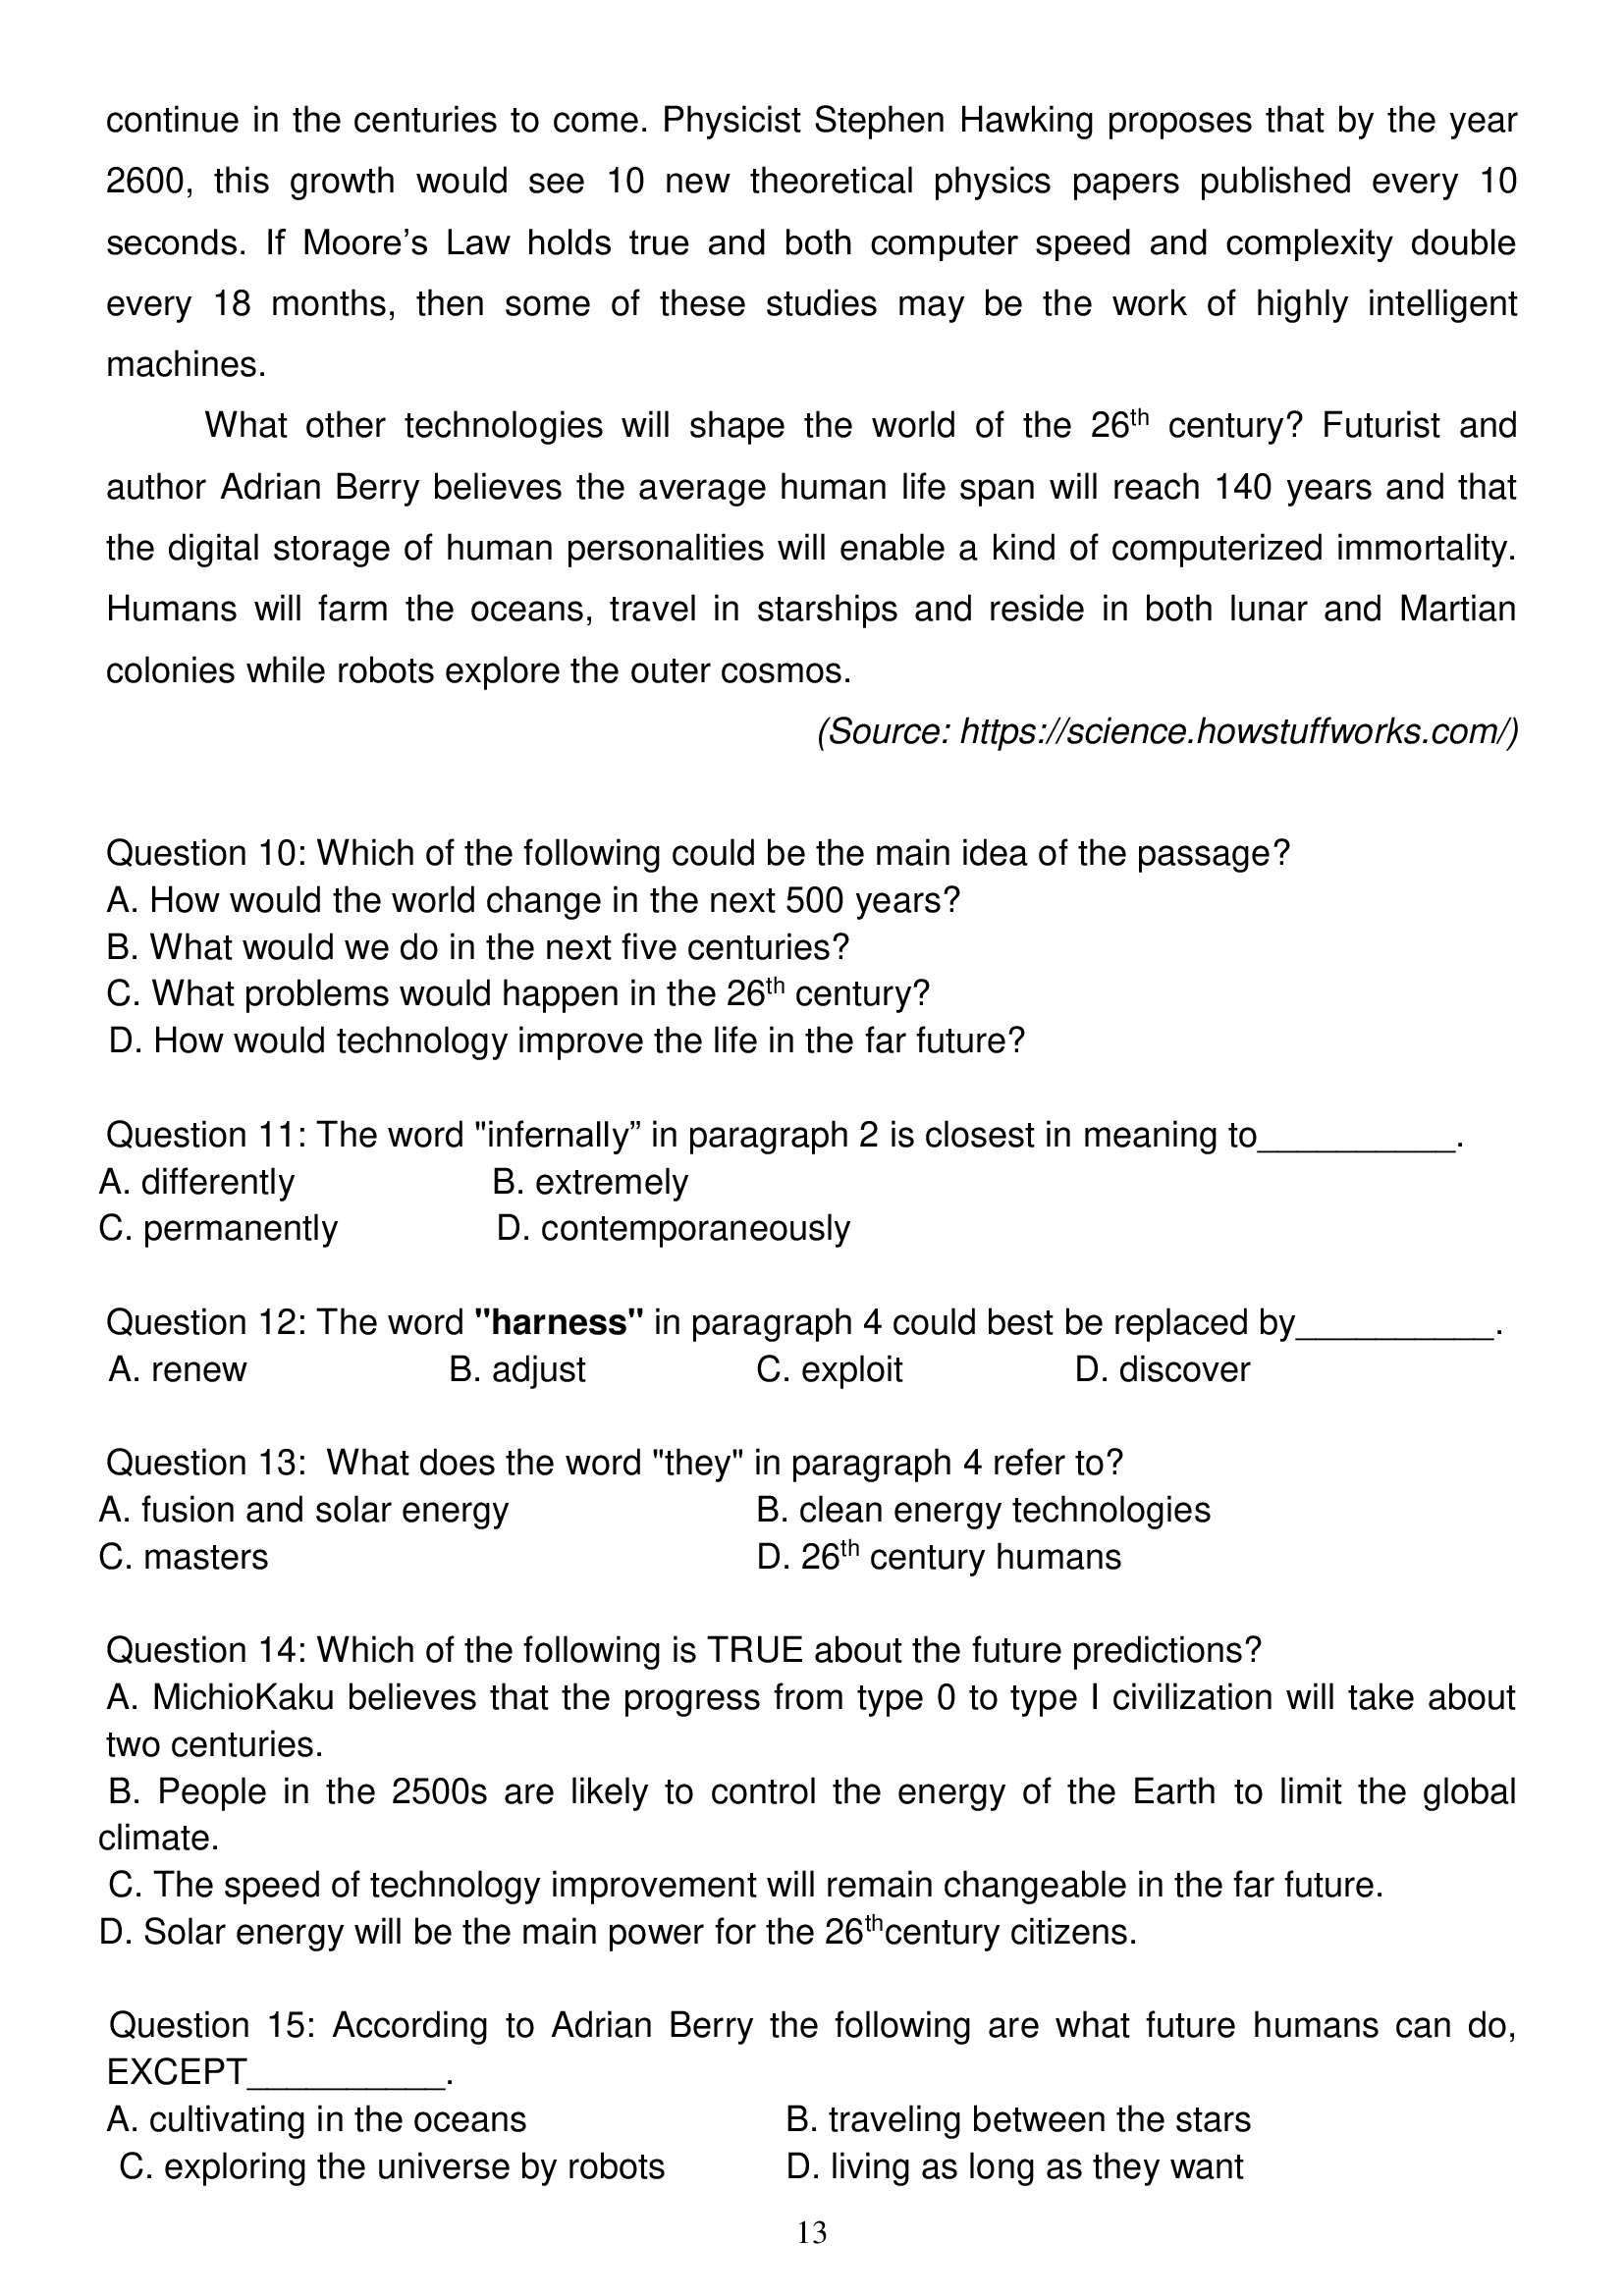 continue in the centuries to come. Physicist Stephen Hawking proposes that by the year
2600, this growth would see 10 new theoretical physics papers published every 10
seconds. If Moore’s Law holds true and both computer speed and complexity double
every 18 months, then some of these studies may be the work of highly intelligent
machines.
What other technologies will shape the world of the 26th century? Futurist and
author Adrian Berry believes the average human life span will reach 140 years and that
the digital storage of human personalities will enable a kind of computerized immortality.
Humans will farm the oceans, travel in starships and reside in both lunar and Martian
colonies while robots explore the outer cosmos.
(Source: https://science.howstuffworks.com/)
Question 10: Which of the following could be the main idea of the passage?
A. How would the world change in the next 500 years?
B. What would we do in the next five centuries?
C. What problems would happen in the 26th century?
D. How would technology improve the life in the far future?
Question 11: The word "infernally” in paragraph 2 is closest in meaning to__________.
A. differently B. extremely
C. permanently D. contemporaneously
Question 12: The word "harness" in paragraph 4 could best be replaced by__________.
A. renew B. adjust C. exploit D. discover
Question 13: What does the word "they" in paragraph 4 refer to?
A. fusion and solar energy B. clean energy technologies
C. masters D. 26th century humans
Question 14: Which of the following is TRUE about the future predictions?
A. MichioKaku believes that the progress from type 0 to type I civilization will take about
two centuries.
B. People in the 2500s are likely to control the energy of the Earth to limit the global
climate.
C. The speed of technology improvement will remain changeable in the far future.
D. Solar energy will be the main power for the 26thcentury citizens.
Question 15: According to Adrian Berry the following are what future humans can do,
EXCEPT__________.
A. cultivating in the oceans B. traveling between the stars
C. exploring the universe by robots D. living as long as they want
13